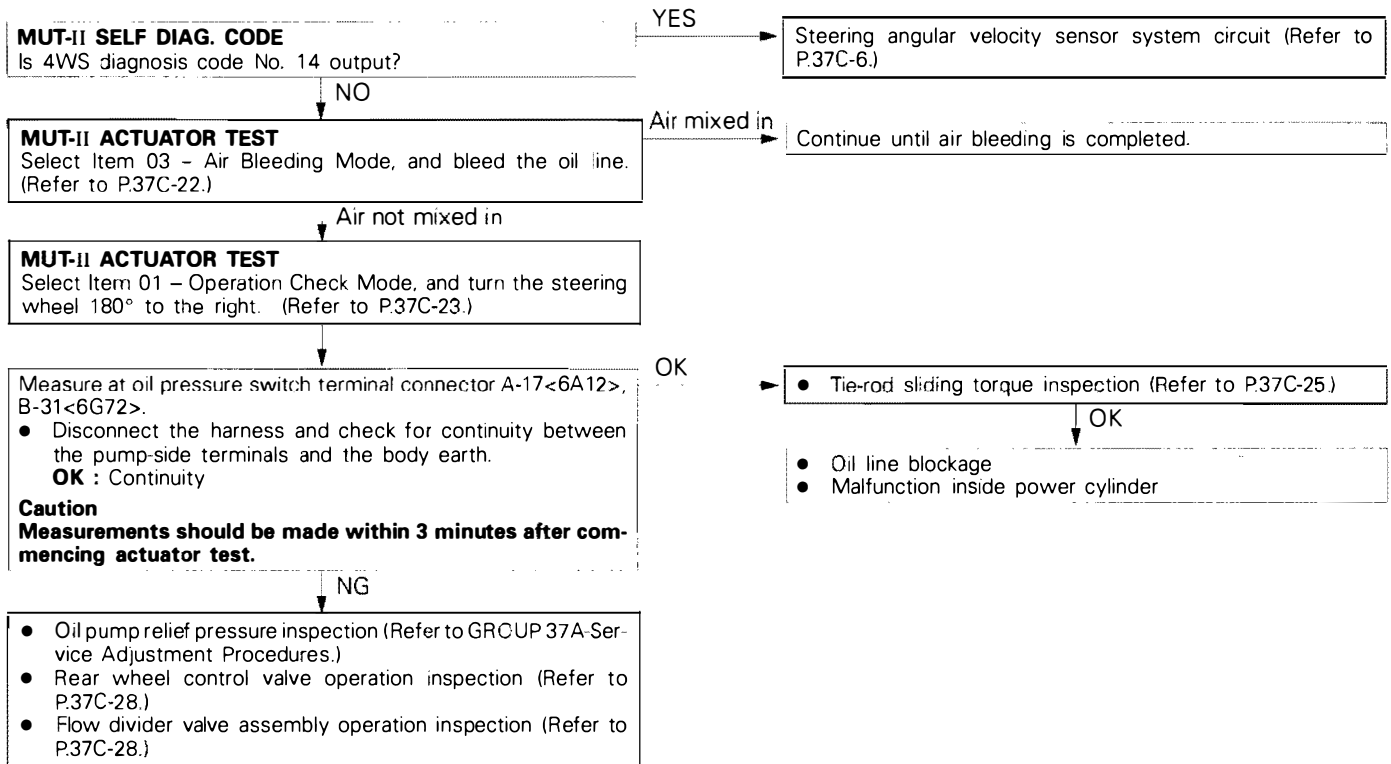 MUT-II SELF DIAG. CODE
Is 4WS diagnosis code No. 14 output?
YES
Steering angular velocity sensor system circuit (Refer to
P.37C-6.)
NO
MUT-II ACTUATOR TEST
Select Item 03 – Air Bleeding Mode, and bleed the oil line.
(Refer to P.37C-22.)
Air mixed in
Continue until air bleeding is completed.
Air not mixed in
MUT-II ACTUATOR TEST
Select Item 01 – Operation Check Mode, and turn the steering
wheel 180° to the right. (Refer to P.37C-23.)
Measure at oil pressure switch terminal connector A-17<6A12>,
B-31<6G72>.
● Disconnect the harness and check for continuity between
the pump-side terminals and the body earth.
OK : Continuity
Caution
Measurements should be made within 3 minutes after com-
mencing actuator test.
OK
● Tie-rod sliding torque inspection (Refer to P.37C-25.)
OK
● Oil line blockage
● Malfunction inside power cylinder
NG
● Oil pump relief pressure inspection (Refer to GROUP 37A-Ser-
vice Adjustment Procedures.)
● Rear wheel control valve operation inspection (Refer to
P.37C-28.)
● Flow divider valve assembly operation inspection (Refer to
P.37C-28.)